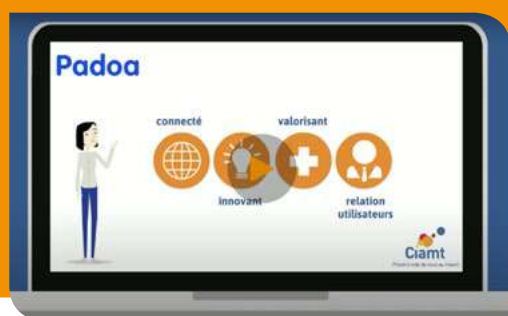 Padoa
connecté
valorisant
innovant
relation
utilisateurs
Ciamt